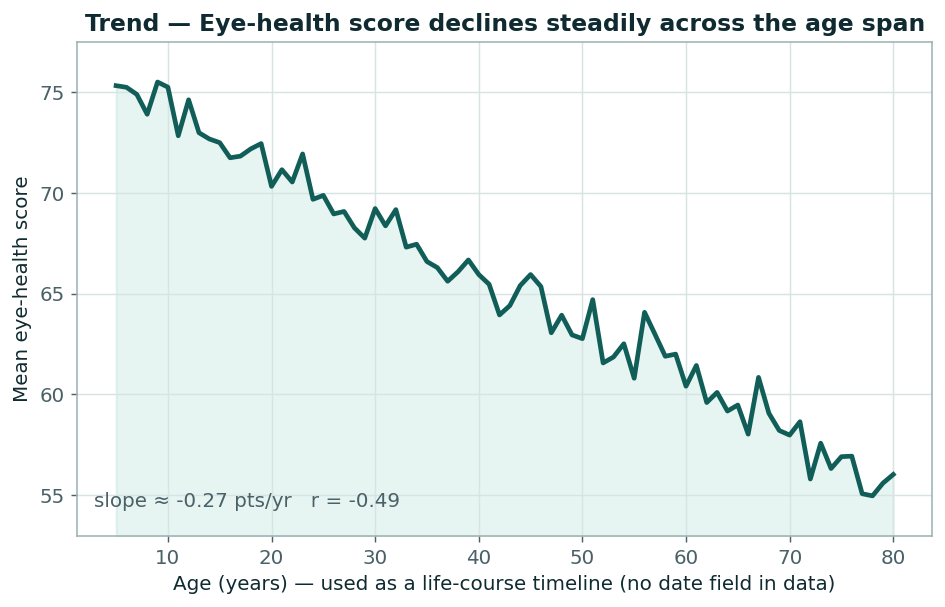 Trend — Eye-health score declines steadily across the age span
Mean eye-health score
75
70
65
60
55
slope ≈ -0.27 pts/yr   r = -0.49
10 20 30 40 50 60 70 80
Age (years) — used as a life-course timeline (no date field in data)